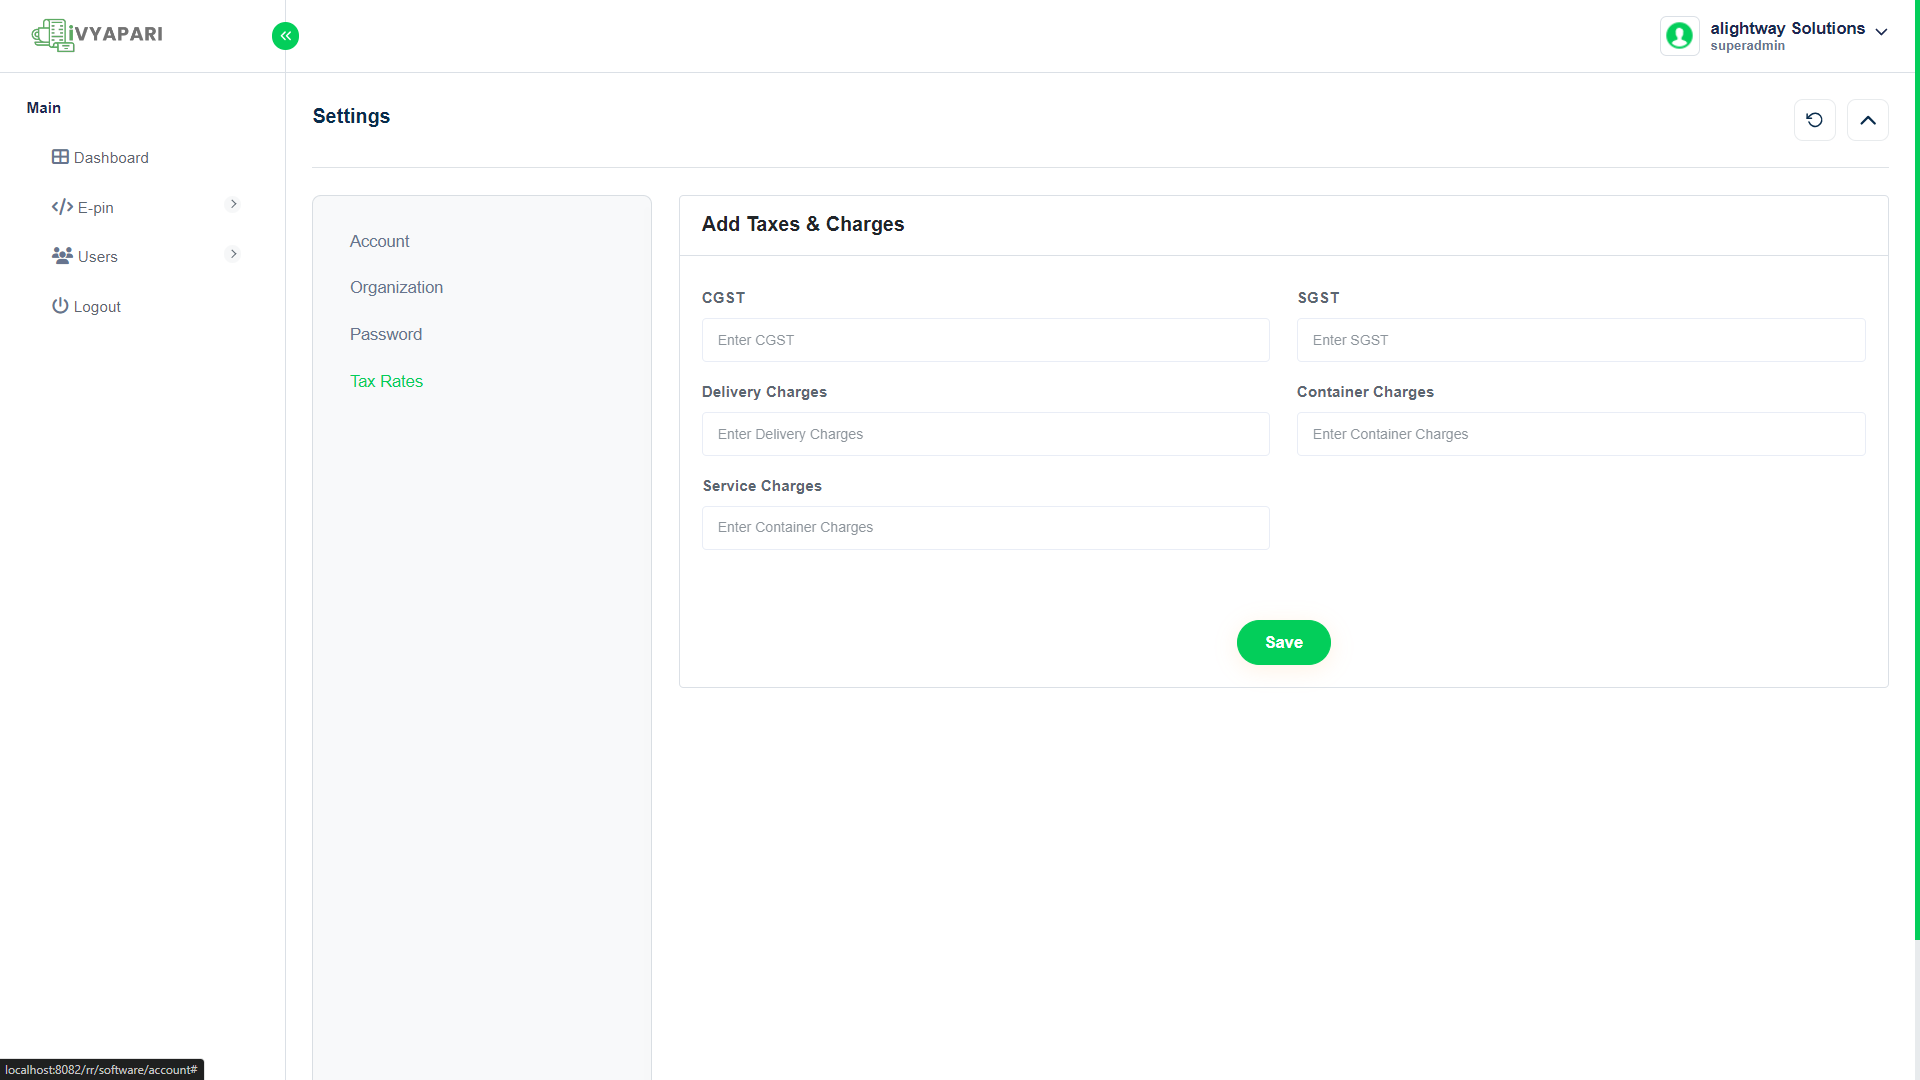 iVYAPARI
alightway Solutions
superadmin
Main
Dashboard
E-pin
Users
Logout
Settings
Account
Organization
Password
Tax Rates
Add Taxes & Charges
CGST
SGST
Enter CGST
Enter SGST
Delivery Charges
Container Charges
Enter Delivery Charges
Enter Container Charges
Service Charges
Enter Container Charges
Save
localhost:8082/rr/software/account#